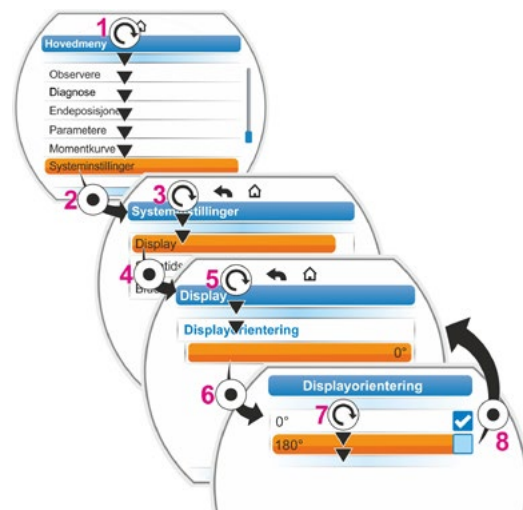 1
Hovedmeny
Observere
Diagnose
Endeposisjone
Parametere
Momentkurve
Systeminstillinger
2
3
Systeminstillinger
Display
4
5
Display
Displayorientering
0°
6
Displayorientering
7
0°
180°
8